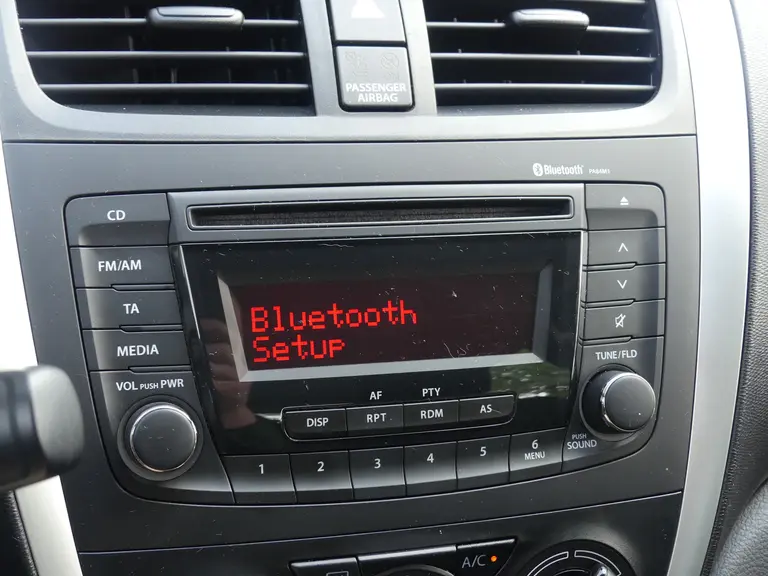 PASSENGER
AIRBAG
Bluetooth PA64M1
CD
FM/AM
TA
MEDIA
VOL PUSH PWR
Bluetooth
Setup
AF PTY
DISP RPT RDM AS
1 2 3 4 5 6
MENU
TUNE/FLD
PUSH
SOUND
A/C